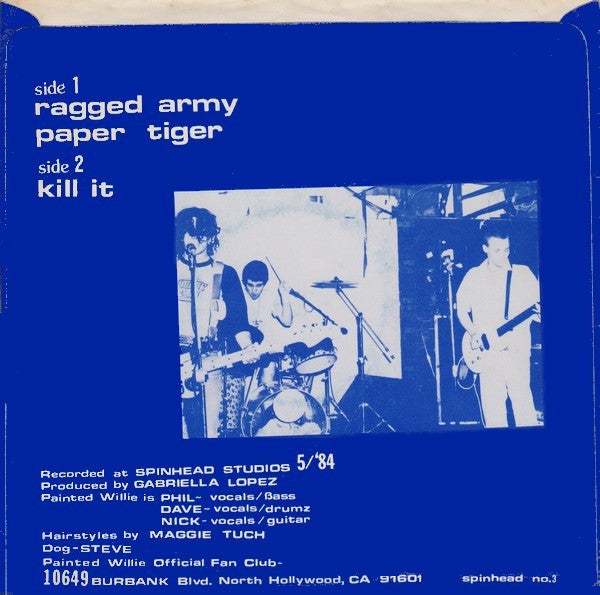 side 1
ragged army
paper tiger
side 2
kill it
Recorded at SPINHEAD STUDIOS 5/'84
Produced by GABRIELLA LOPEZ
Painted Willie is PHIL- vocals/Bass
DAVE-vocals/drumz
NICK-vocals/guitar
Hairstyles by MAGGIE TUCH
Dog-STEVE
Painted Willie Official Fan Club-
10649 BURBANK Blvd. North Hollywood, CA 91601 spinhead no.3